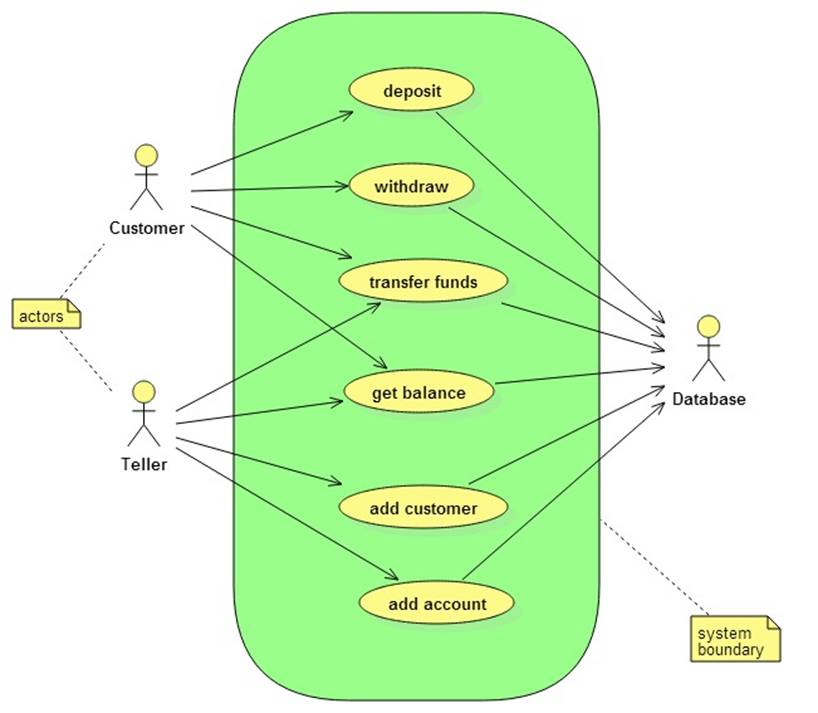 deposit
withdraw
Customer
transfer funds
actors
get balance
Database
Teller
add customer
add account
system
boundary